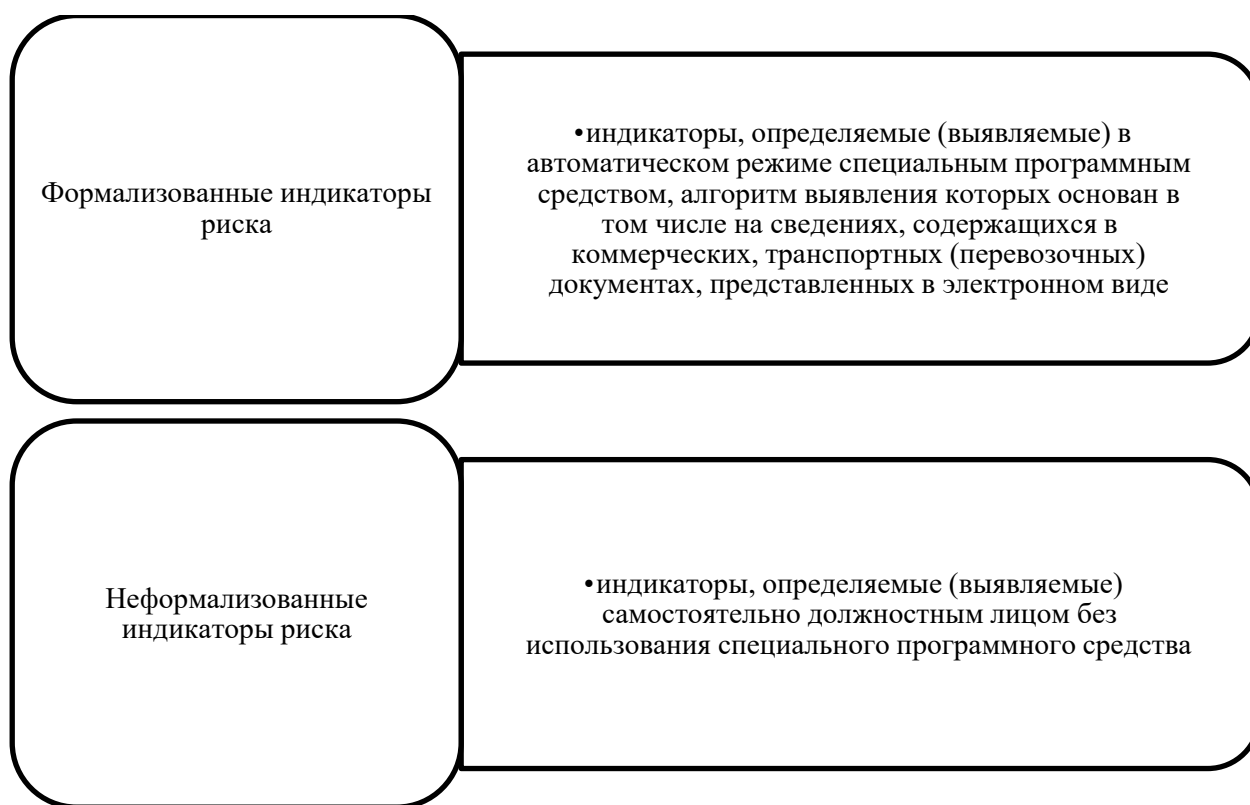 Формализованные индикаторы
риска
•индикаторы, определяемые (выявляемые) в
автоматическом режиме специальным программным
средством, алгоритм выявления которых основан в
том числе на сведениях, содержащихся в
коммерческих, транспортных (перевозочных)
документах, представленных в электронном виде
Неформализованные
индикаторы риска
•индикаторы, определяемые (выявляемые)
самостоятельно должностным лицом без
использования специального программного средства